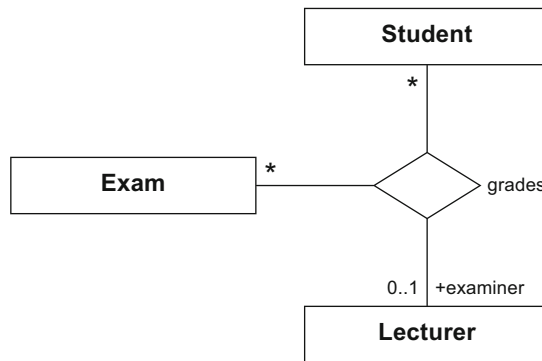 Student
*
Exam
*
grades
0..1
+examiner
Lecturer